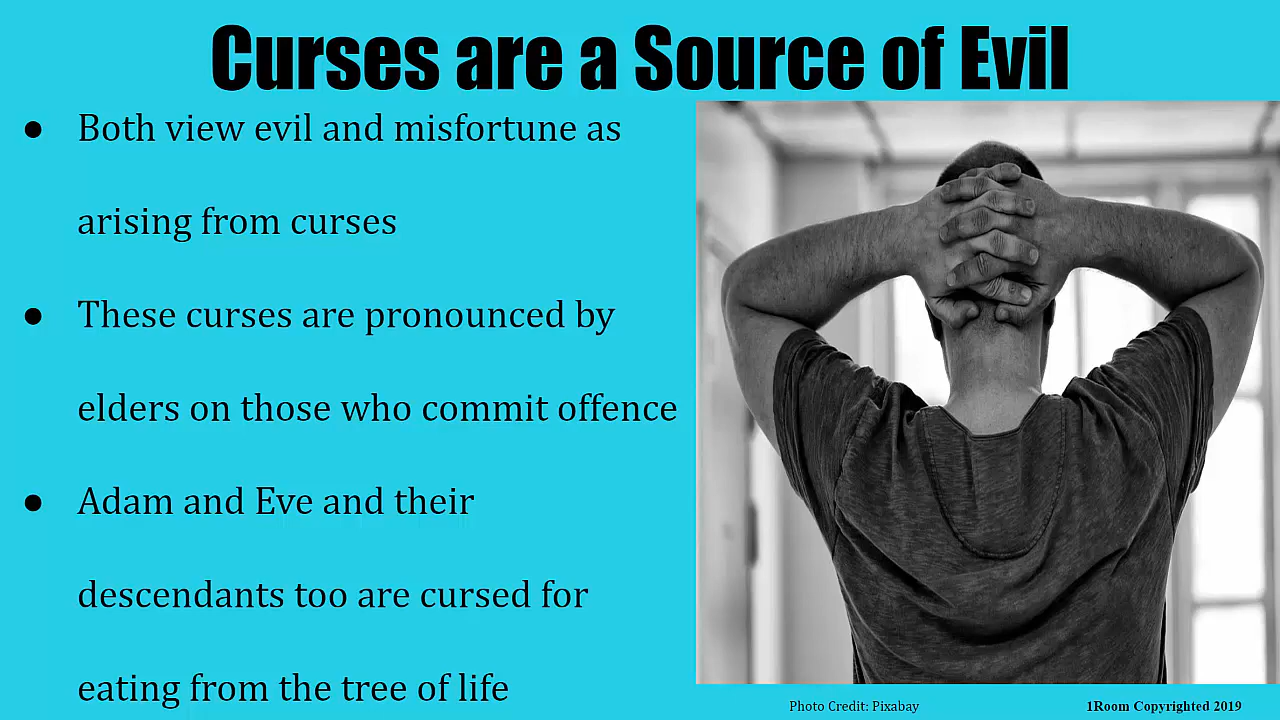 Curses are a Source of Evil
● Both view evil and misfortune as
arising from curses
● These curses are pronounced by
elders on those who commit offence
● Adam and Eve and their
descendants too are cursed for
eating from the tree of life
Photo Credit: Pixabay
1Room Copyrighted 2019